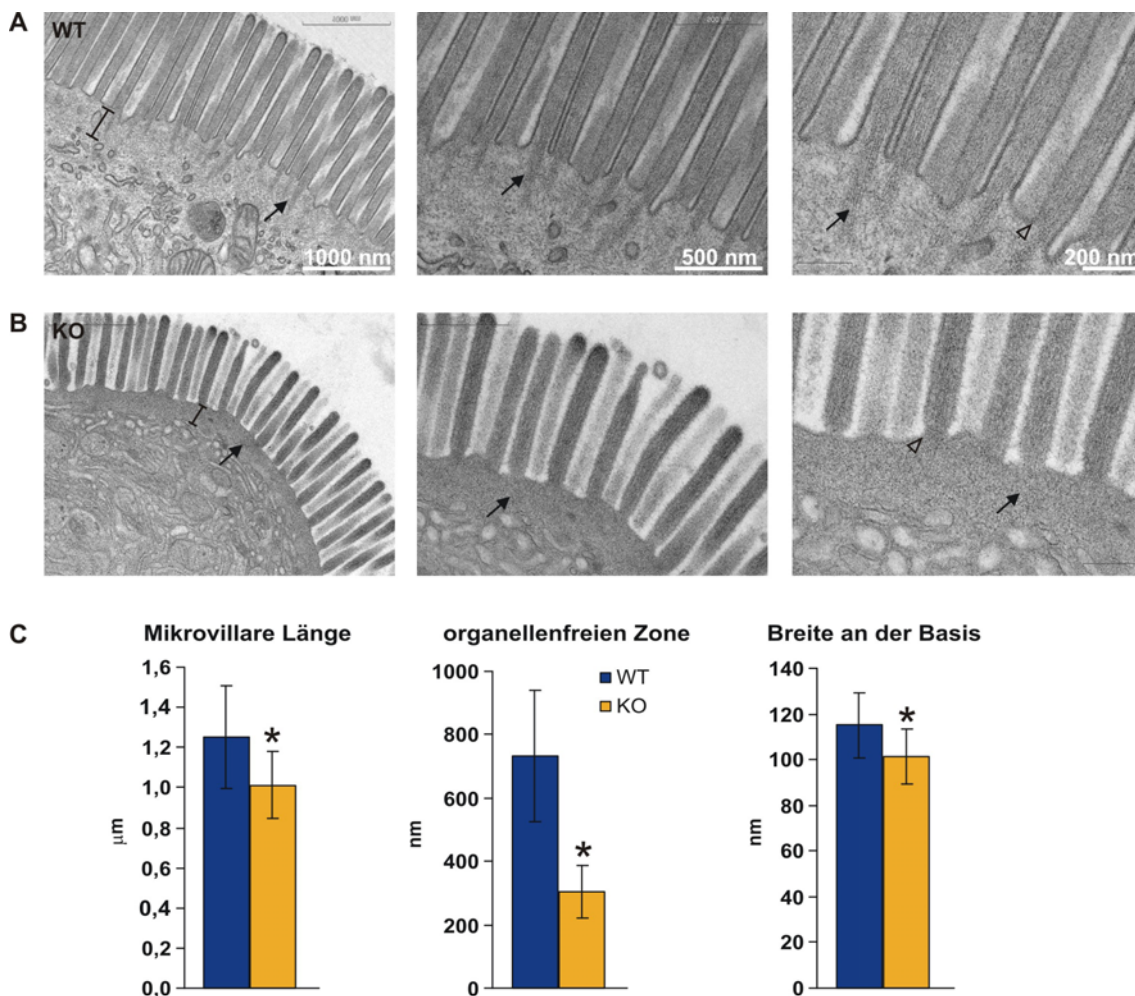 A
WT
1000 nm
500 nm
200 nm
B
KO
C
Mikrovillare Länge
organellenfreien Zone
Breite an der Basis
1,6
1,4
1,2
1,0
0,8
0,6
0,4
0,2
0,0
µm
*
1000
800
600
400
200
0
nm
WT
KO
*
140
120
100
80
60
40
20
0
nm
*